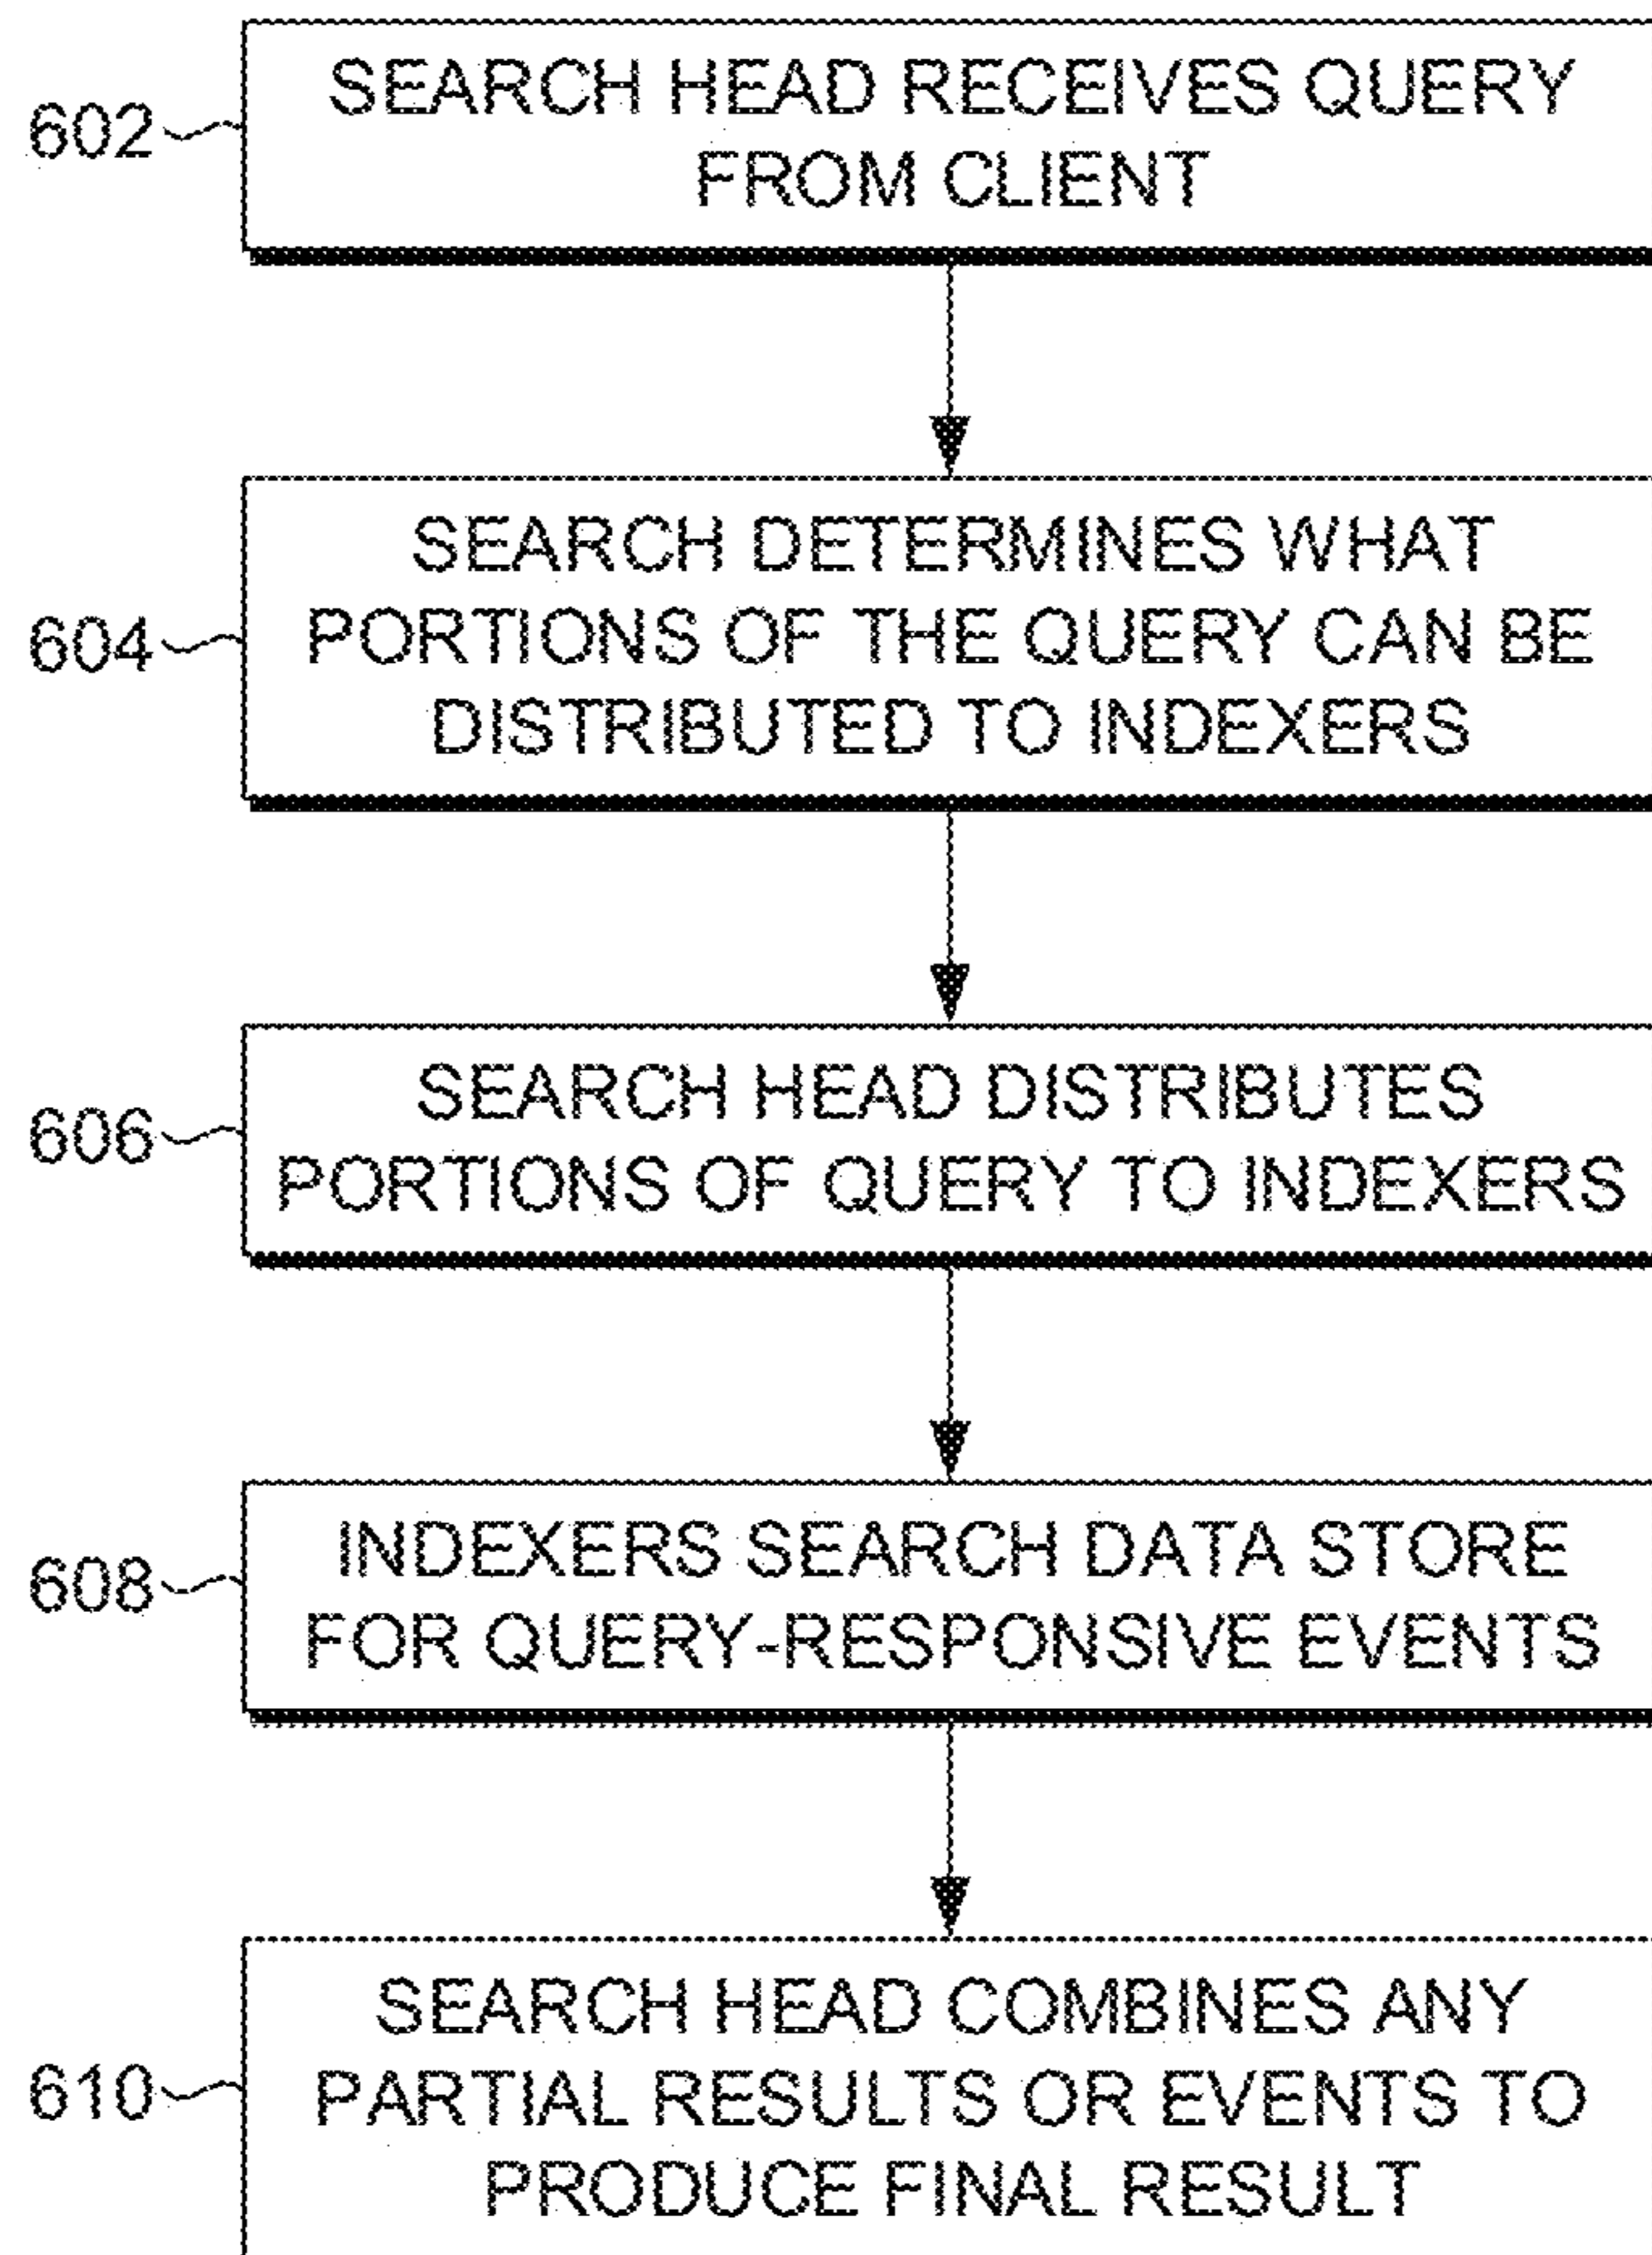 602
SEARCH HEAD RECEIVES QUERY
FROM CLIENT
604
SEARCH DETERMINES WHAT
PORTIONS OF THE QUERY CAN BE
DISTRIBUTED TO INDEXERS
606
SEARCH HEAD DISTRIBUTES
PORTIONS OF QUERY TO INDEXERS
608
INDEXERS SEARCH DATA STORE
FOR QUERY-RESPONSIVE EVENTS
610
SEARCH HEAD COMBINES ANY
PARTIAL RESULTS OR EVENTS TO
PRODUCE FINAL RESULT